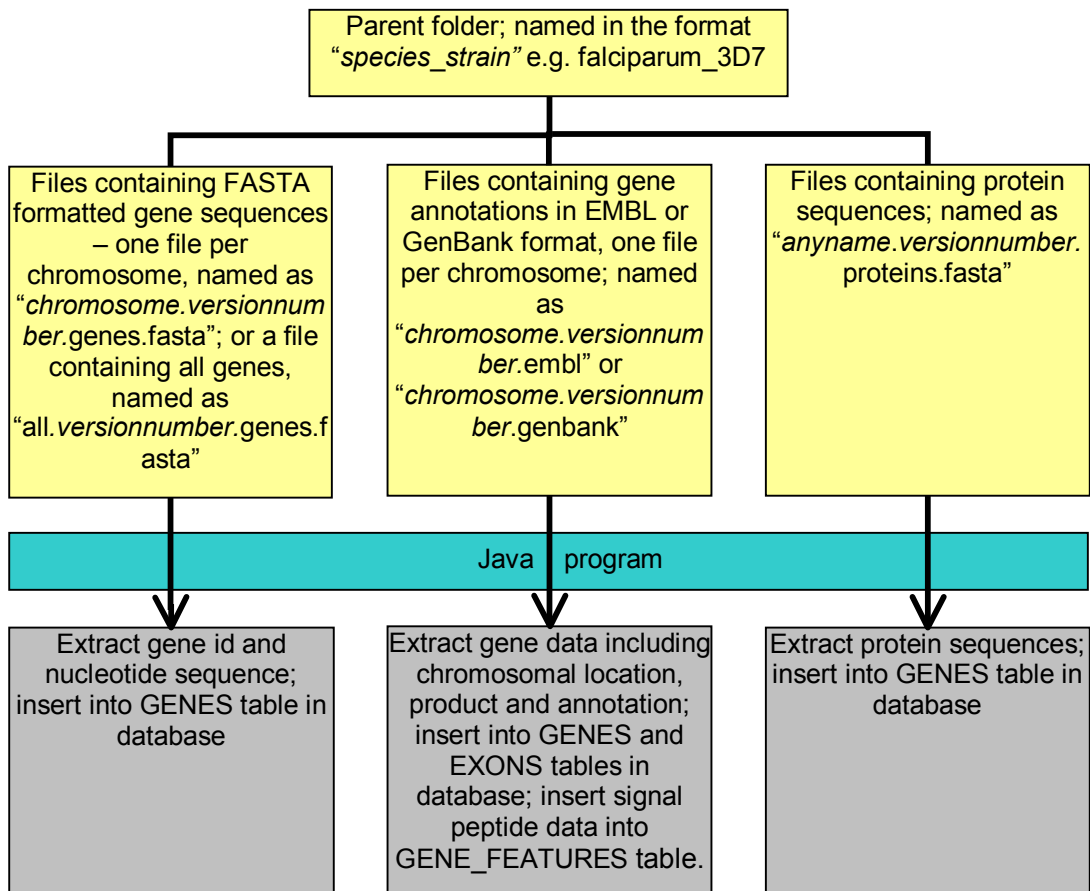 Parent folder; named in the format
“species_strain” e.g. falciparum_3D7
Files containing FASTA
formatted gene sequences
– one file per
chromosome, named as
“chromosome.versionnum
ber.genes.fasta”; or a file
containing all genes,
named as
“all.versionnumber.genes.f
asta”
Files containing gene
annotations in EMBL or
GenBank format, one file
per chromosome; named
as
“chromosome.versionnum
ber.embl” or
“chromosome.versionnum
ber.genbank”
Files containing protein
sequences; named as
“anyname.versionnumber.
proteins.fasta”
Java program
Extract gene id and
nucleotide sequence;
insert into GENES table in
database
Extract gene data including
chromosomal location,
product and annotation;
insert into GENES and
EXONS tables in
database; insert signal
peptide data into
GENE_FEATURES table.
Extract protein sequences;
insert into GENES table in
database